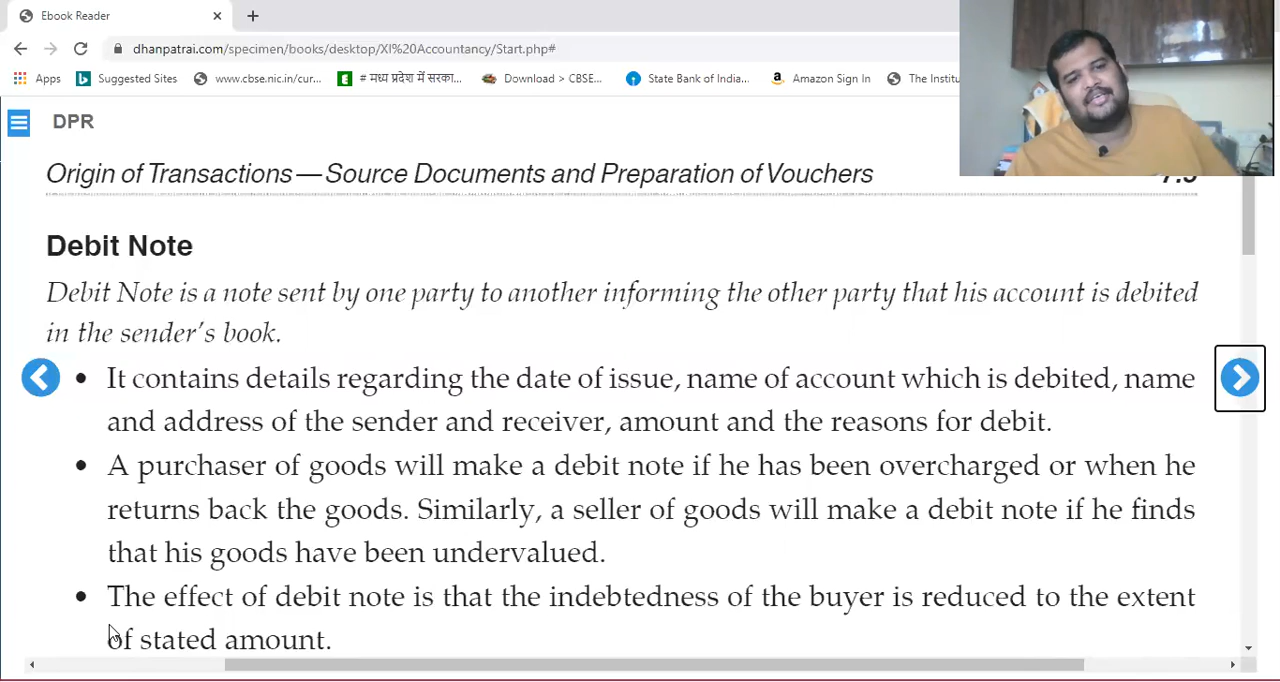 Ebook Reader
dhanpatrai.com/specimen/books/desktop/XI%20Accountancy/Start.php#
Apps Suggested Sites www.cbse.nic.in/cur... # मध्य प्रदेश में सरका... Download > CBSE... State Bank of India... Amazon Sign In The Institu
DPR
Origin of Transactions — Source Documents and Preparation of Vouchers
Debit Note
Debit Note is a note sent by one party to another informing the other party that his account is debited
in the sender's book.
• It contains details regarding the date of issue, name of account which is debited, name
and address of the sender and receiver, amount and the reasons for debit.
• A purchaser of goods will make a debit note if he has been overcharged or when he
returns back the goods. Similarly, a seller of goods will make a debit note if he finds
that his goods have been undervalued.
• The effect of debit note is that the indebtedness of the buyer is reduced to the extent
of stated amount.